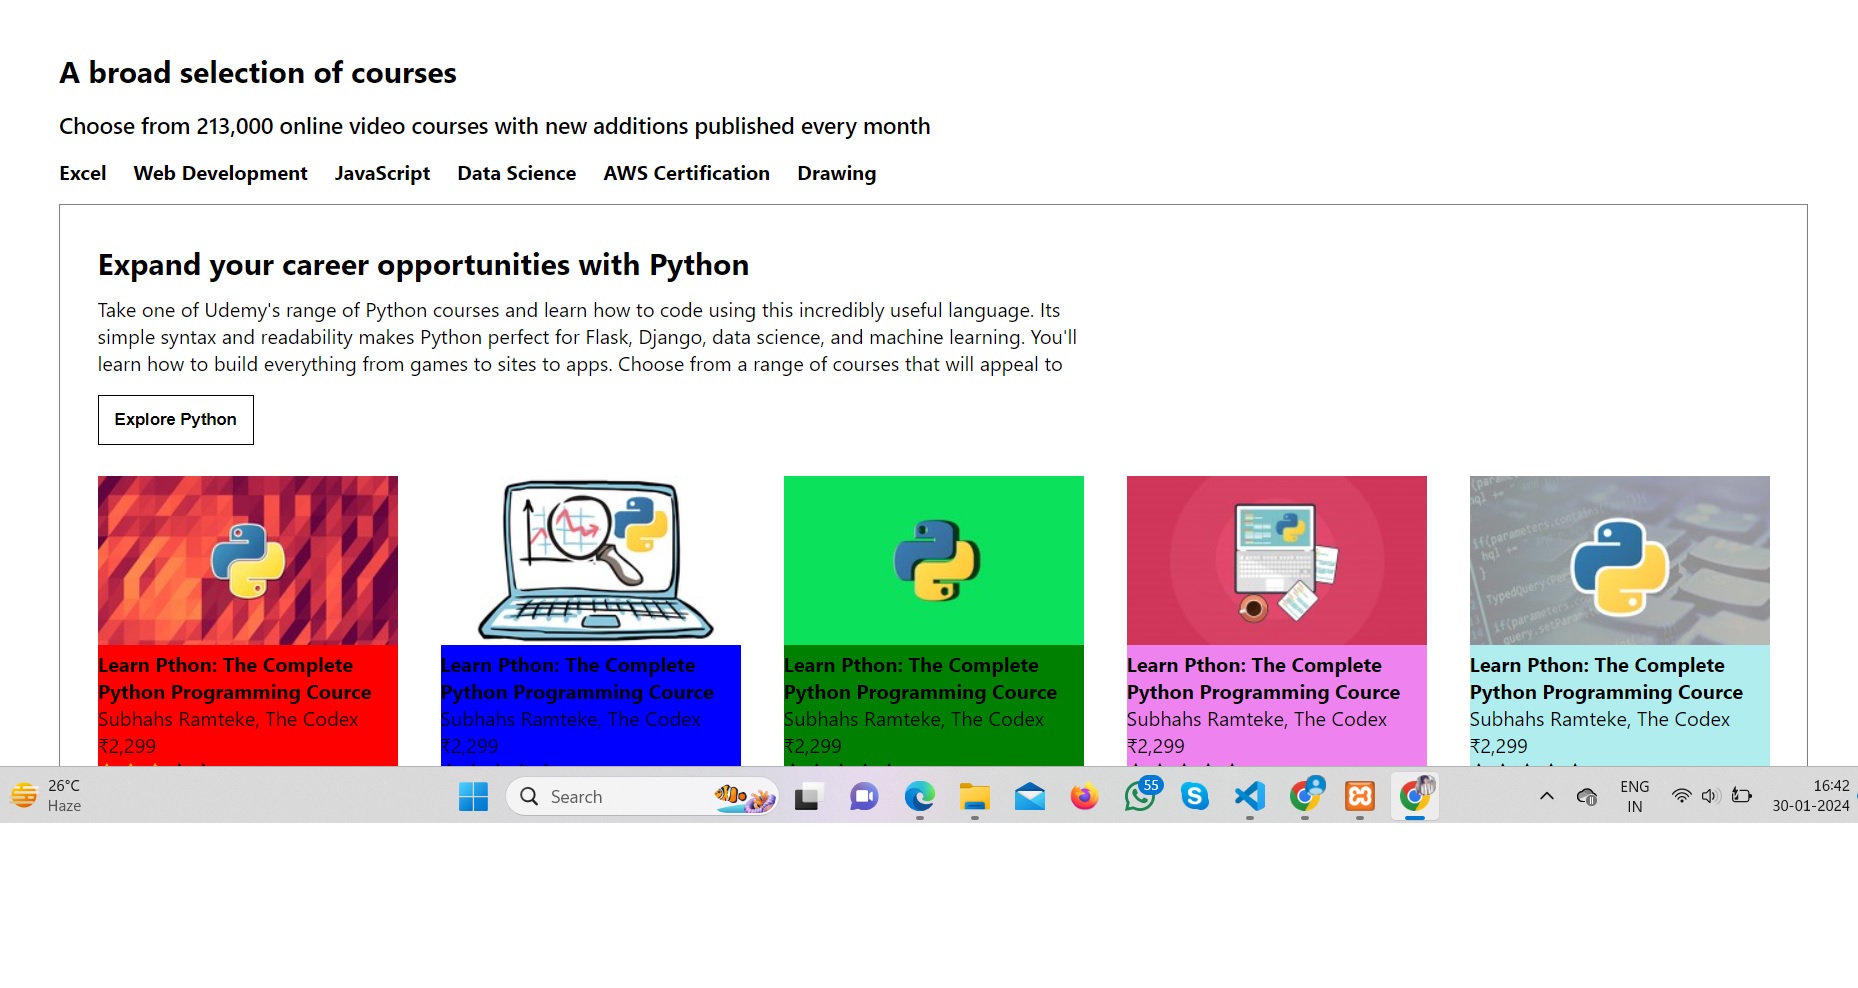 A broad selection of courses
Choose from 213,000 online video courses with new additions published every month
Excel Web Development JavaScript Data Science AWS Certification Drawing
Expand your career opportunities with Python
Take one of Udemy's range of Python courses and learn how to code using this incredibly useful language. Its
simple syntax and readability makes Python perfect for Flask, Django, data science, and machine learning. You'll
learn how to build everything from games to sites to apps. Choose from a range of courses that will appeal to
Explore Python
Learn Pthon: The Complete
Python Programming Cource
Subhahs Ramteke, The Codex
₹2,299
Learn Pthon: The Complete
Python Programming Cource
Subhahs Ramteke, The Codex
₹2,299
Learn Pthon: The Complete
Python Programming Cource
Subhahs Ramteke, The Codex
₹2,299
Learn Pthon: The Complete
Python Programming Cource
Subhahs Ramteke, The Codex
₹2,299
Learn Pthon: The Complete
Python Programming Cource
Subhahs Ramteke, The Codex
₹2,299
26°C
Haze
Search
55
ENG
IN
16:42
30-01-2024